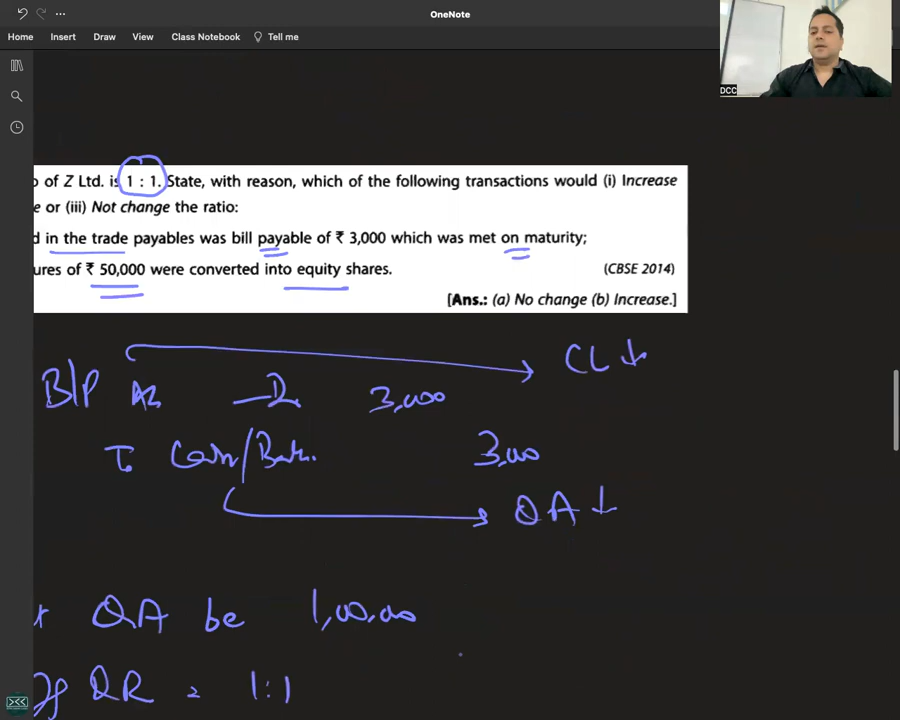 OneNote
Home Insert Draw View Class Notebook Tell me
DCC
of Z Ltd. is 1 : 1. State, with reason, which of the following transactions would (i) Increase
e or (iii) Not change the ratio:
d in the trade payables was bill payable of ₹ 3,000 which was met on maturity;
ures of ₹ 50,000 were converted into equity shares. (CBSE 2014)
[Ans.: (a) No change (b) Increase.]
CL ↓
B/P A/c — D 3,000
To Cash/Bank. 3,000
QA ↓
QA be 1,00,000
If QR = 1:1